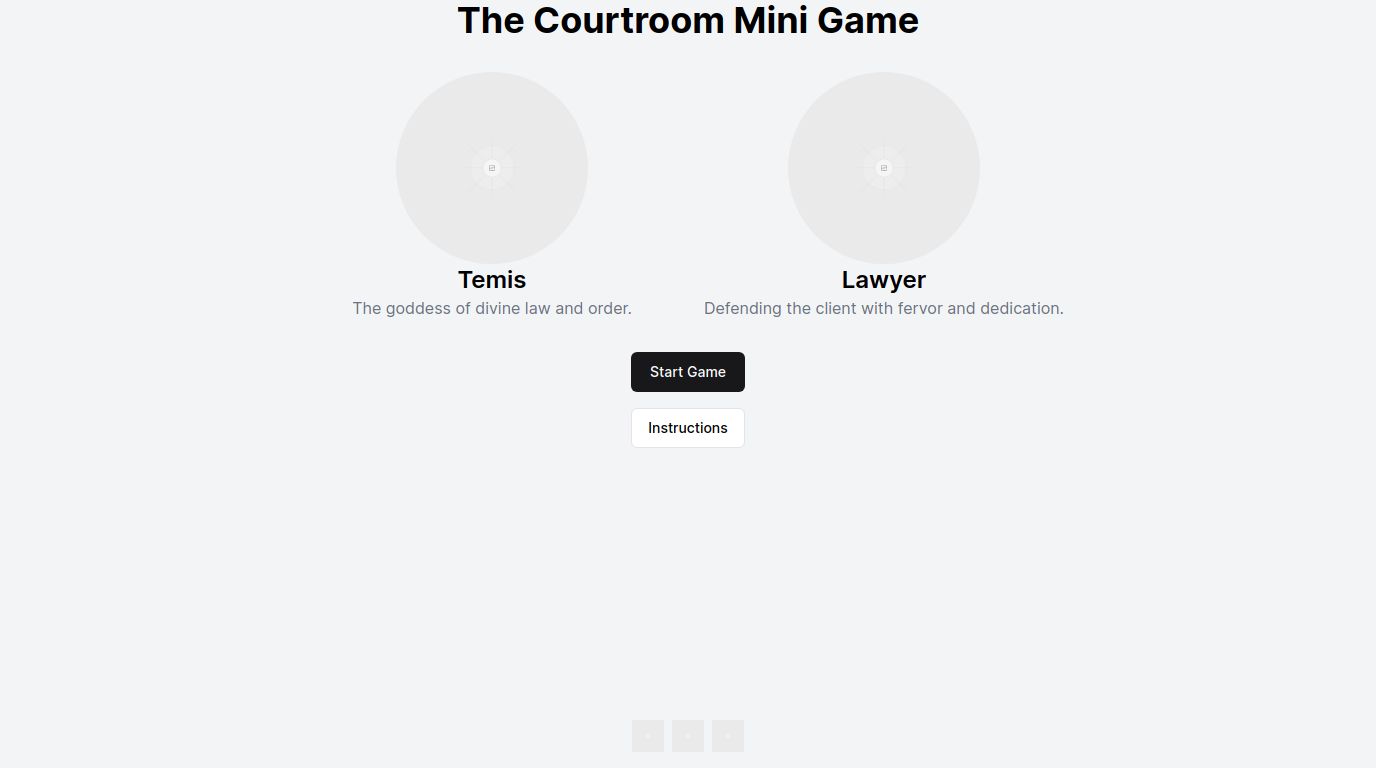 The Courtroom Mini Game
Temis
The goddess of divine law and order.
Lawyer
Defending the client with fervor and dedication.
Start Game
Instructions